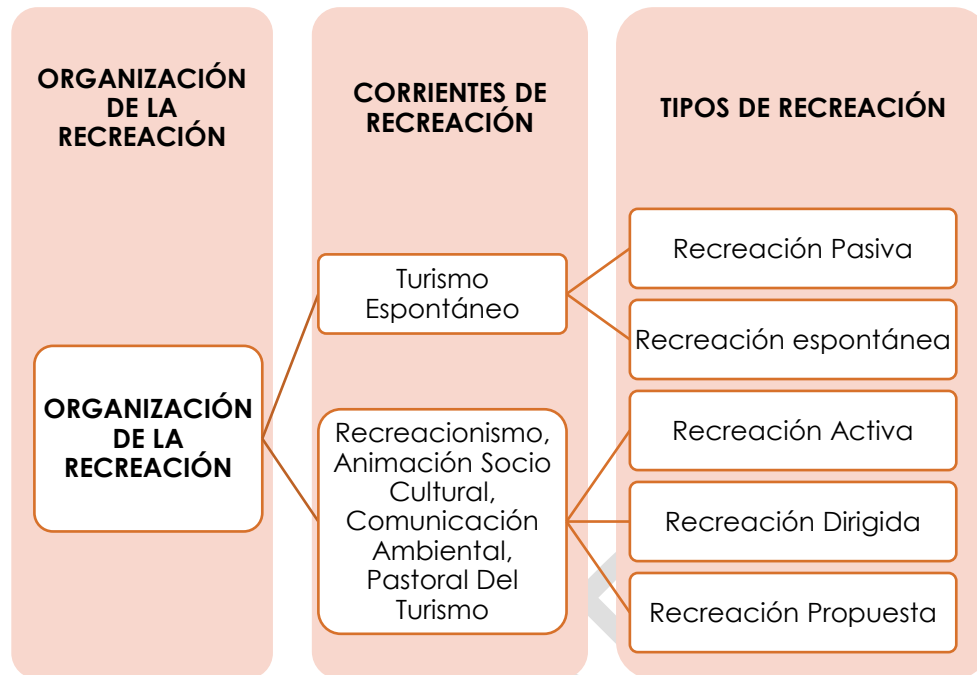 ORGANIZACIÓN
DE LA
RECREACIÓN
CORRIENTES DE
RECREACIÓN
TIPOS DE RECREACIÓN
ORGANIZACIÓN
DE LA
RECREACIÓN
Turismo
Espontáneo
Recreacionismo,
Animación Socio
Cultural,
Comunicación
Ambiental,
Pastoral Del
Turismo
Recreación Pasiva
Recreación espontánea
Recreación Activa
Recreación Dirigida
Recreación Propuesta